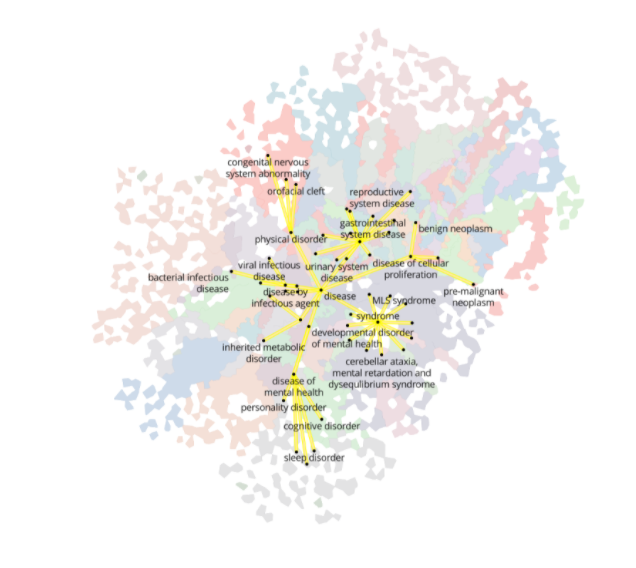 congenital nervous
system abnormality
orofacial cleft
reproductive
system disease
gastrointestinal
system disease
benign neoplasm
physical disorder
viral infectious
disease
urinary system
disease
disease of cellular
proliferation
bacterial infectious
disease
disease by
infectious agent
disease
MLS syndrome
pre-malignant
neoplasm
syndrome
developmental disorder
of mental health
inherited metabolic
disorder
cerebellar ataxia,
mental retardation and
dysequlibrium syndrome
disease of
mental health
personality disorder
cognitive disorder
sleep disorder